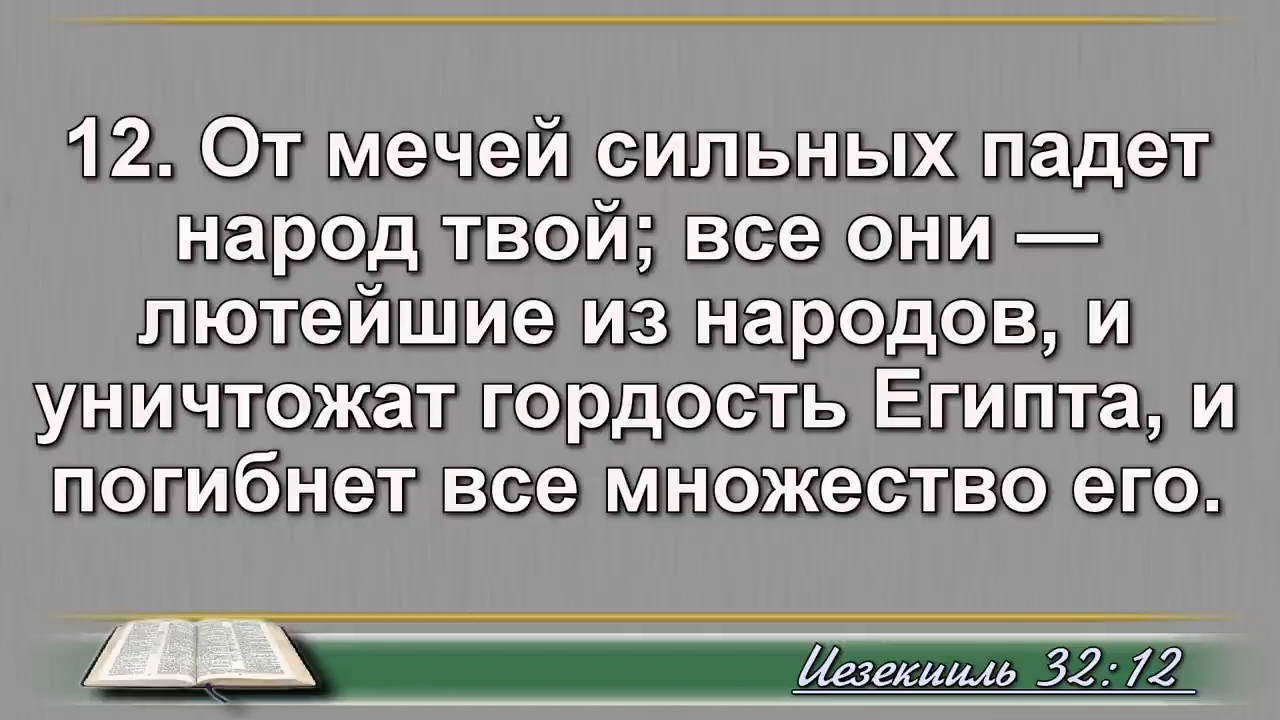 12. От мечей сильных падет
народ твой; все они —
лютейшие из народов, и
уничтожат гордость Египта, и
погибнет все множество его.
Иезекииль 32:12